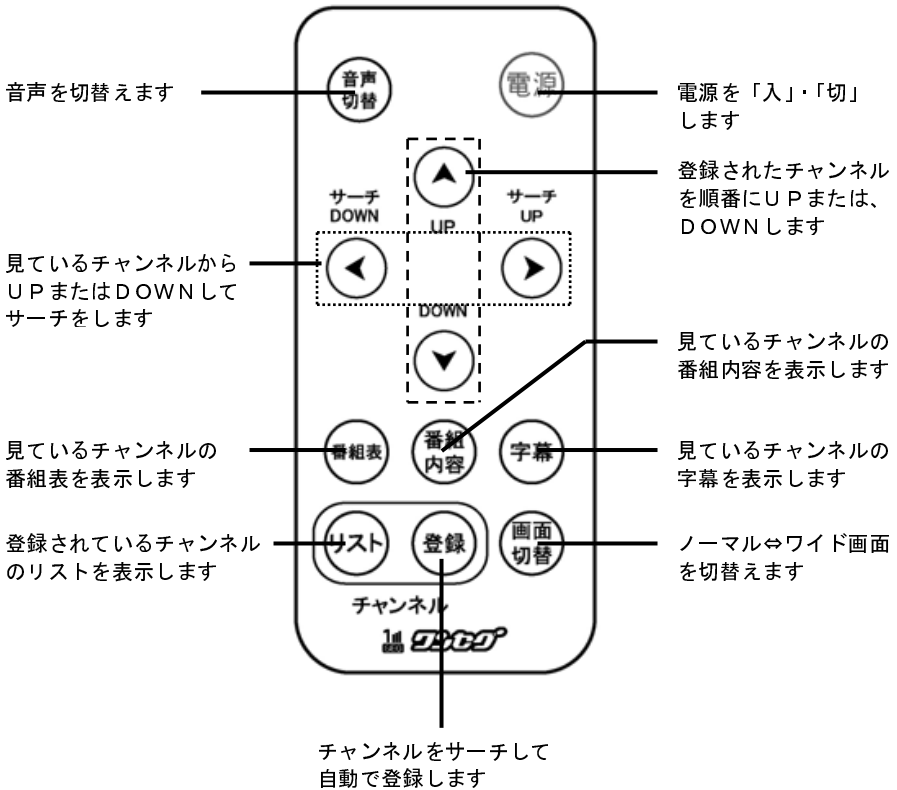 音声
切替
電源
音声を切替えます
電源を「入」・「切」
します
登録されたチャンネル
を順番にＵＰまたは、
ＤＯＷＮします
サーチ
DOWN
サーチ
UP
UP
見ているチャンネルから
ＵＰまたはＤＯＷＮして
サーチをします
DOWN
見ているチャンネルの
番組内容を表示します
見ているチャンネルの
番組表を表示します
番組表
番組
内容
字幕
見ているチャンネルの
字幕を表示します
登録されているチャンネル
のリストを表示します
リスト
登録
画面
切替
ノーマル⇔ワイド画面
を切替えます
チャンネル
ワンセグ
チャンネルをサーチして
自動で登録します